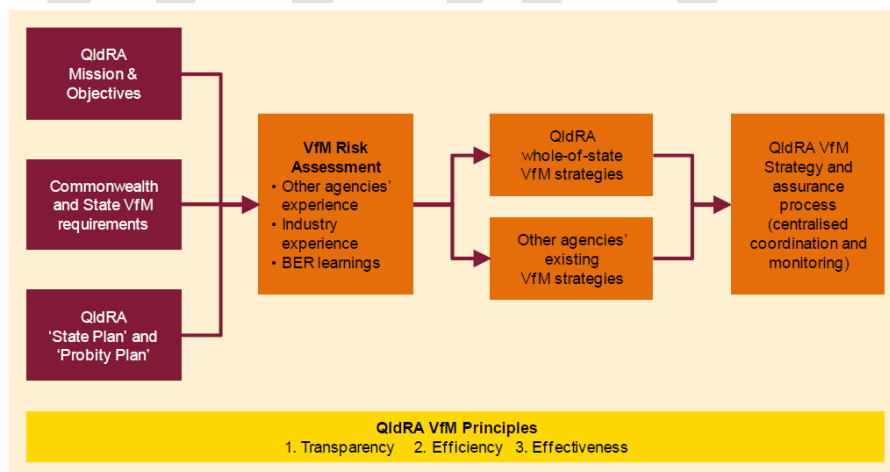 QldRA
Mission &
Objectives
Commonwealth
and State VfM
requirements
QldRA
‘State Plan’ and
‘Probity Plan’
VfM Risk
Assessment
• Other agencies’
experience
• Industry
experience
• BER learnings
QldRA
whole-of-state
VfM strategies
Other agencies’
existing
VfM strategies
QldRA VfM
Strategy and
assurance
process
(centralised
coordination and
monitoring)
QldRA VfM Principles
1. Transparency 2. Efficiency 3. Effectiveness